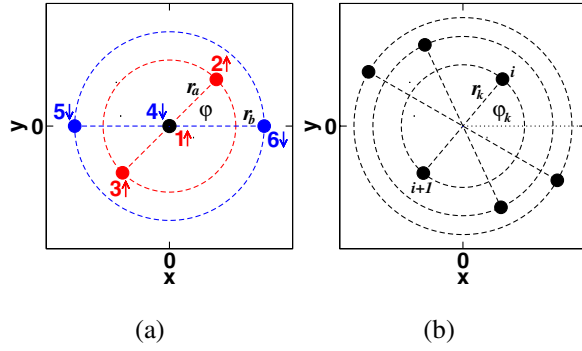 2↑
r_a
φ
5↓
4↓
r_b
y 0
1↑
6↓
3↑
0
x
(a)
i
r_k
φ_k
y 0
i+1
0
x
(b)